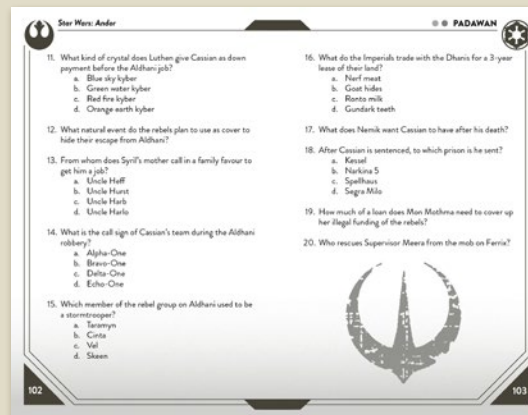 Star Wars: Andor
PADAWAN
11. What kind of crystal does Luthen give Cassian as down
payment before the Aldhani job?
a. Blue sky kyber
b. Green water kyber
c. Red fire kyber
d. Orange earth kyber
12. What natural event do the rebels plan to use as cover to
hide their escape from Aldhani?
13. From whom does Syril's mother call in a family favour to
get him a job?
a. Uncle Heff
b. Uncle Hurst
c. Uncle Harb
d. Uncle Harlo
14. What is the call sign of Cassian's team during the Aldhani
robbery?
a. Alpha-One
b. Bravo-One
c. Delta-One
d. Echo-One
15. Which member of the rebel group on Aldhani used to be
a stormtrooper?
a. Taramyn
b. Cinta
c. Vel
d. Skeen
102
16. What do the Imperials trade with the Dhanis for a 3-year
lease of their land?
a. Nerf meat
b. Goat hides
c. Ronto milk
d. Gundark teeth
17. What does Nemik want Cassian to have after his death?
18. After Cassian is sentenced, to which prison is he sent?
a. Kessel
b. Narkina 5
c. Spellhaus
d. Segra Milo
19. How much of a loan does Mon Mothma need to cover up
her illegal funding of the rebels?
20. Who rescues Supervisor Meera from the mob on Ferrix?
103